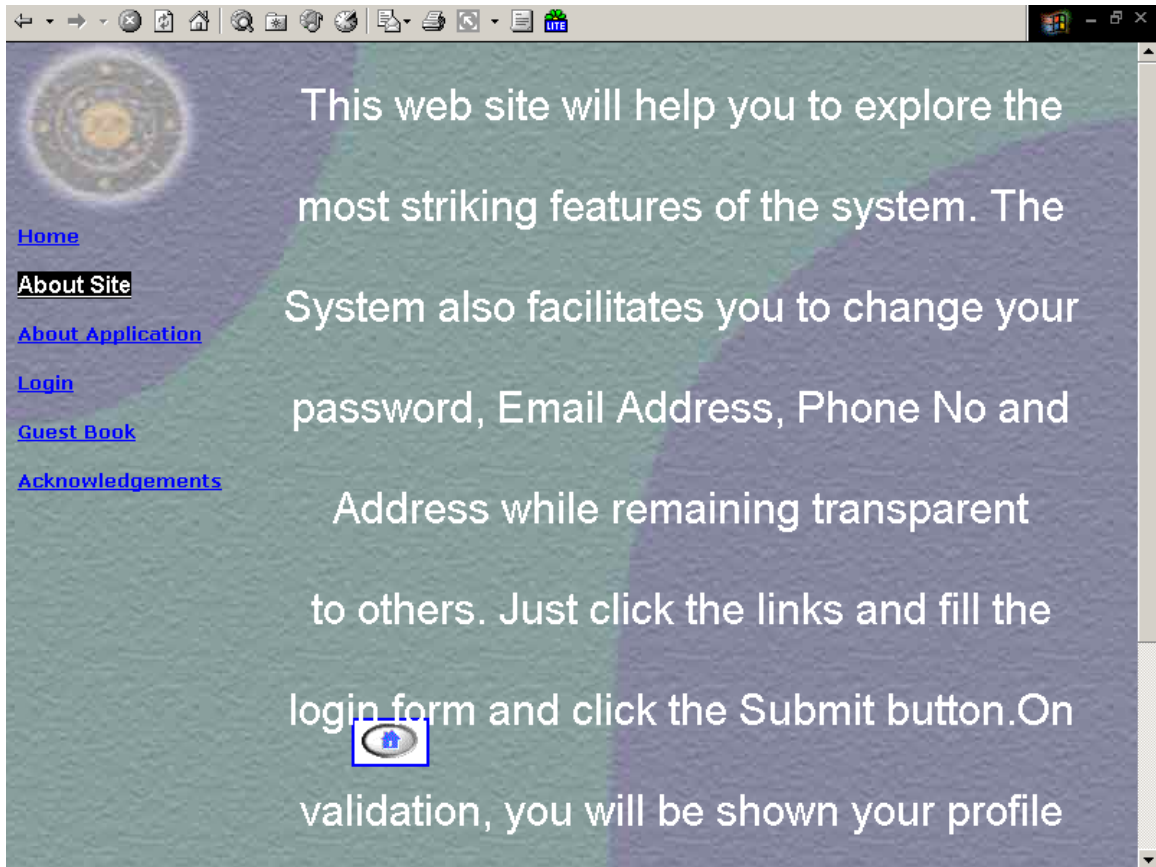 LITE
This web site will help you to explore the
most striking features of the system. The
System also facilitates you to change your
password, Email Address, Phone No and
Address while remaining transparent
to others. Just click the links and fill the
login form and click the Submit button.On
validation, you will be shown your profile
Home
About Site
About Application
Login
Guest Book
Acknowledgements